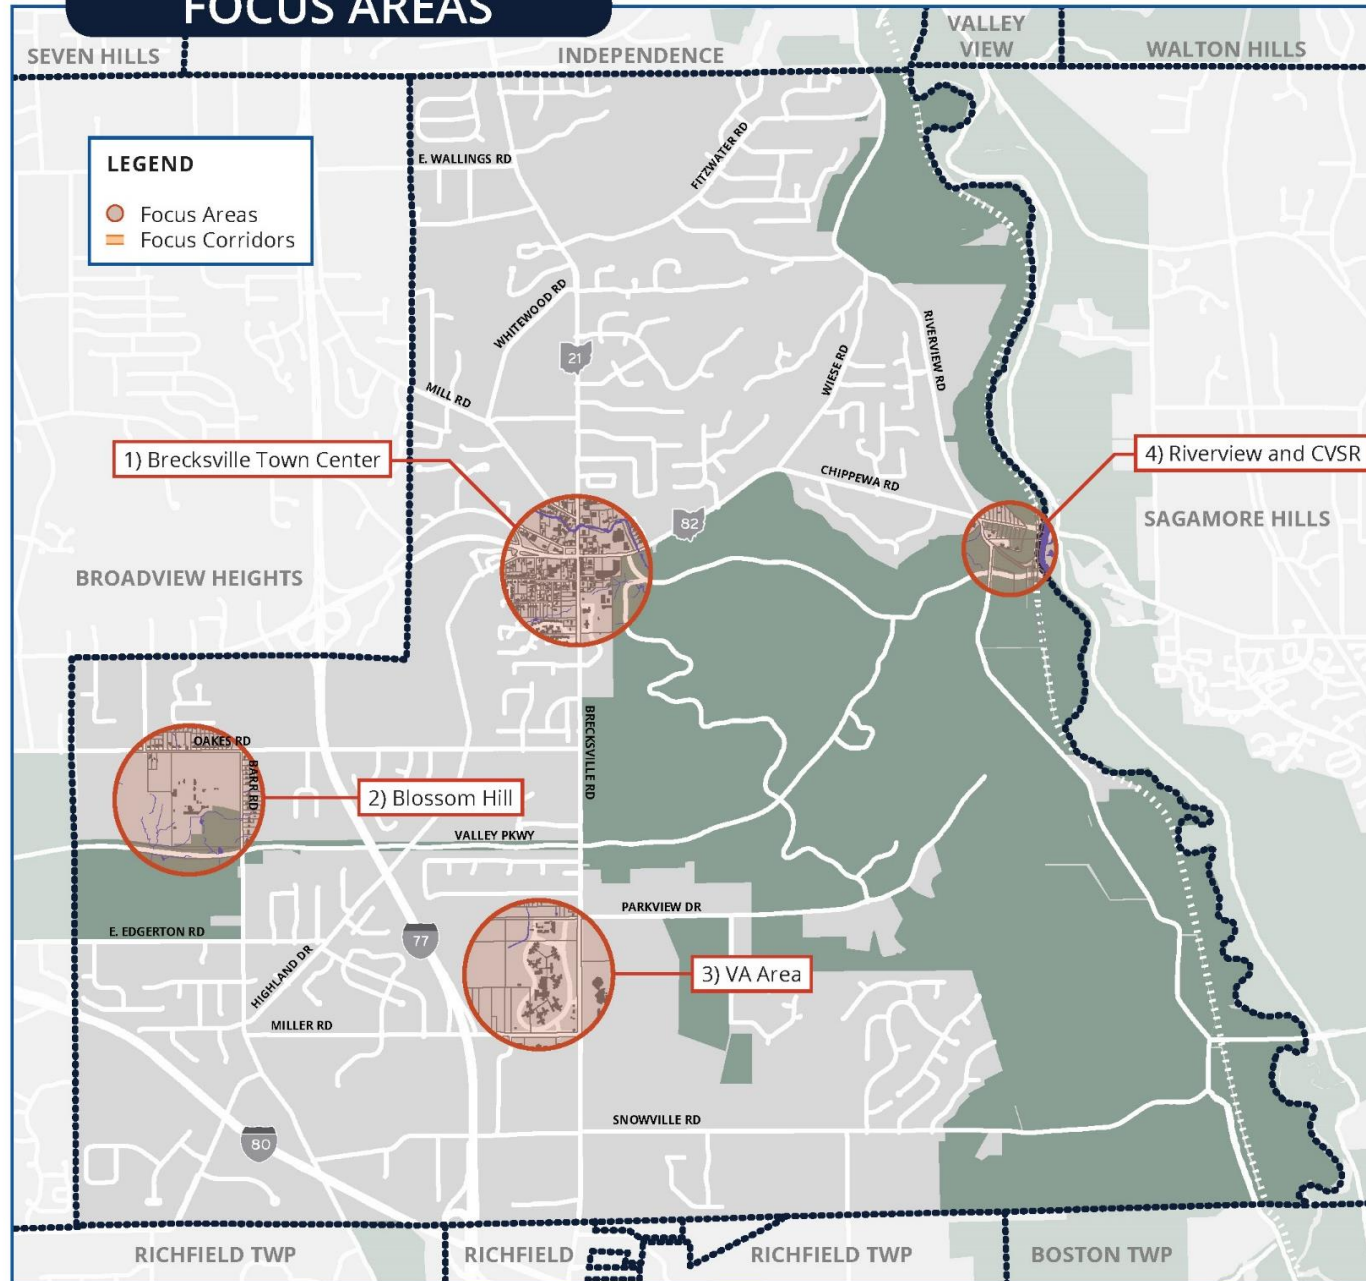 FOCUS AREAS
SEVEN HILLS
INDEPENDENCE
VALLEY
VIEW
WALTON HILLS
LEGEND
Focus Areas
Focus Corridors
E. WALLINGS RD
FITZWATER RD
WHITEWOOD RD
21
MILL RD
WIESE RD
RIVERVIEW RD
1) Brecksville Town Center
4) Riverview and CVSR
CHIPPEWA RD
82
SAGAMORE HILLS
BROADVIEW HEIGHTS
OAKES RD
BARR RD
BRECKSVILLE RD
2) Blossom Hill
VALLEY PKWY
PARKVIEW DR
E. EDGERTON RD
77
HIGHLAND DR
3) VA Area
MILLER RD
SNOWVILLE RD
80
RICHFIELD TWP
RICHFIELD
RICHFIELD TWP
BOSTON TWP